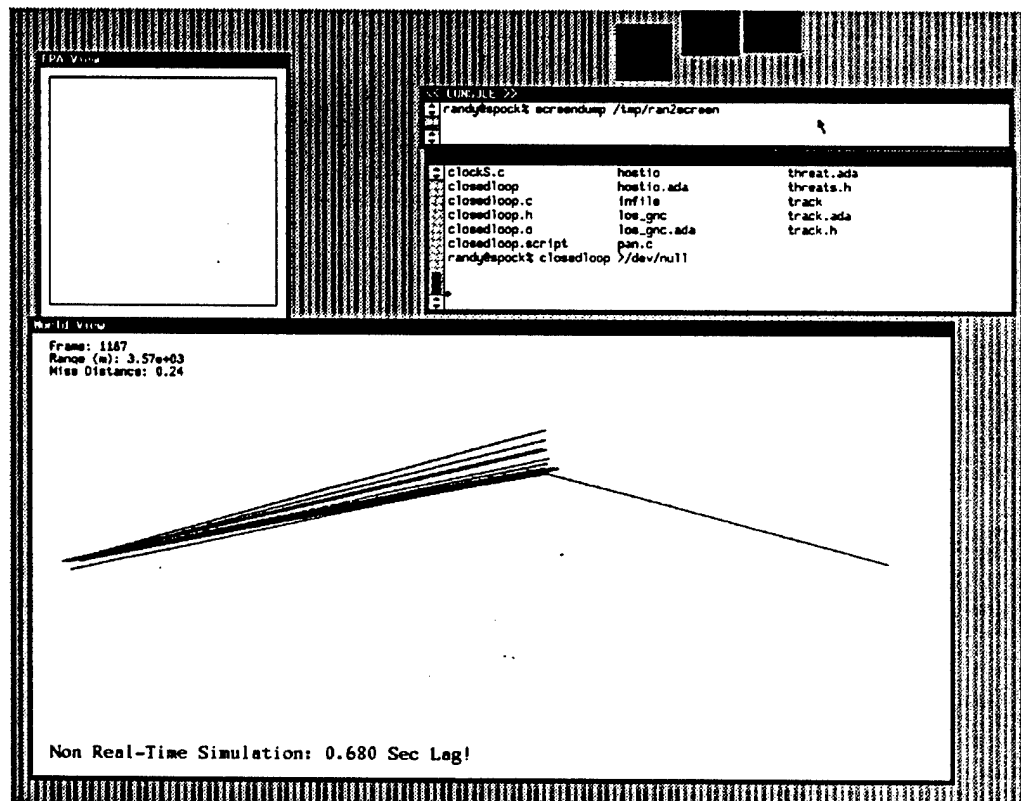 FPA View
<< CONSOLE >>
randy@spock% screendump /tmp/ran2screen
clockS.c hostio threat.ada
closedloop hostio.ada threats.h
closedloop.c infile track
closedloop.h los_gnc track.ada
closedloop.o los_gnc.ada track.h
closedloop.script pan.c
randy@spock% closedloop >/dev/null
World View
Frame: 1187
Range (m): 3.57e+03
Miss Distance: 0.24
Non Real-Time Simulation: 0.680 Sec Lag!